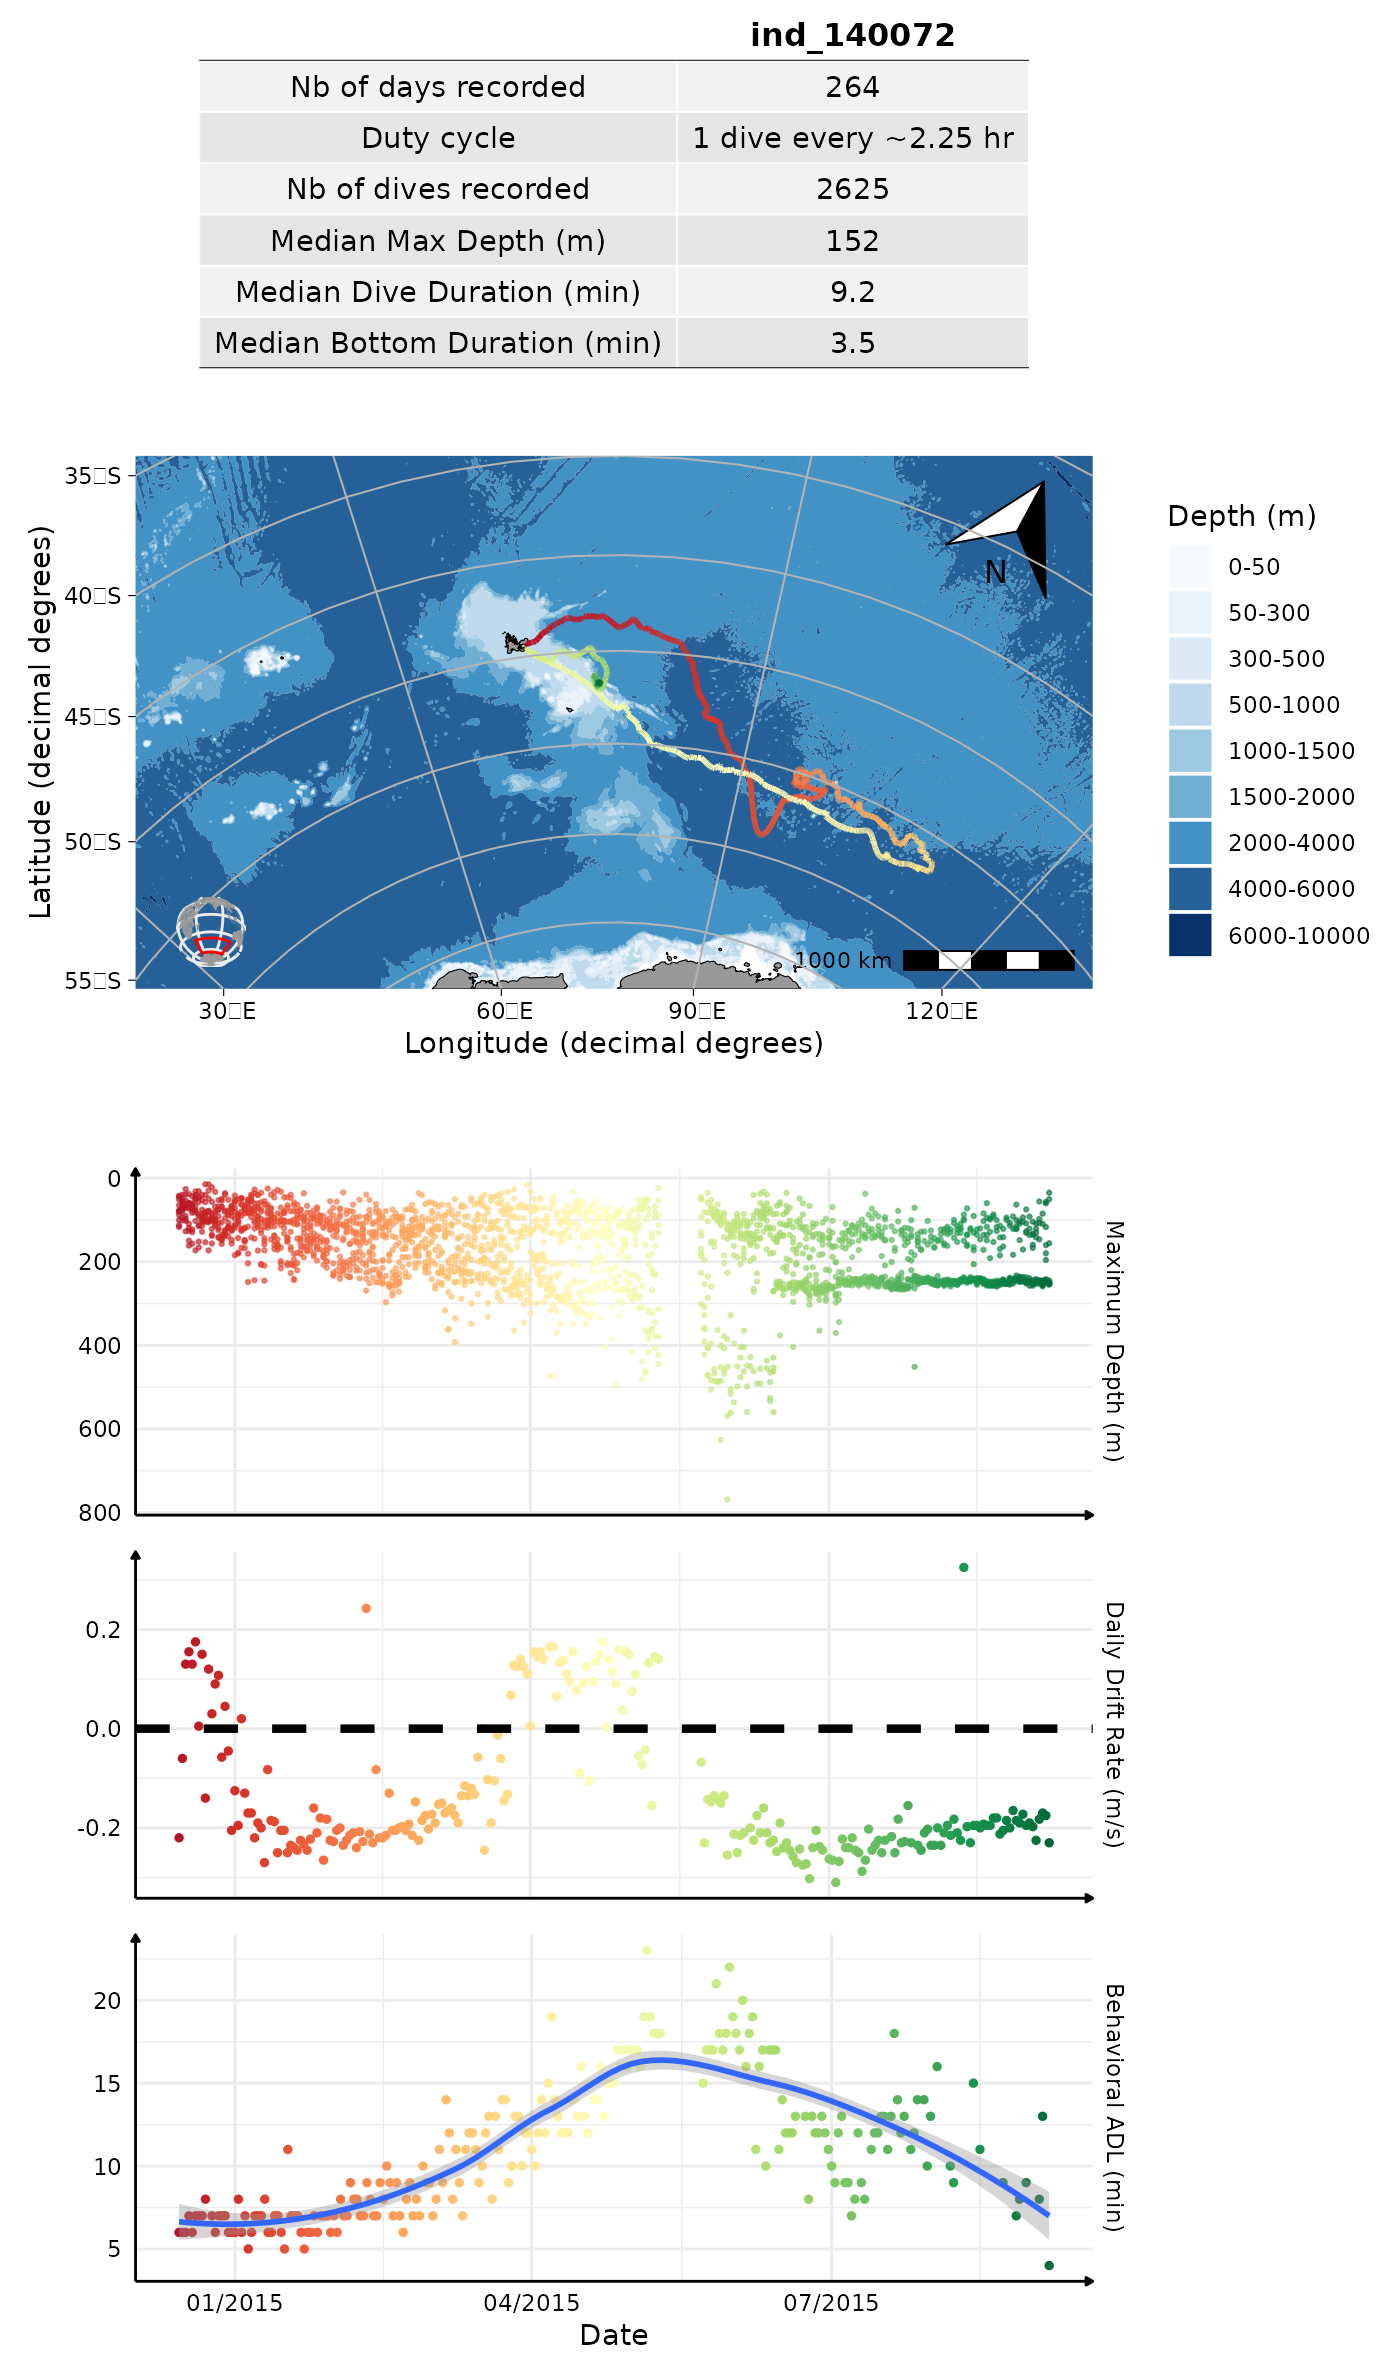 ind_140072
Nb of days recorded 264
Duty cycle 1 dive every ~2.25 hr
Nb of dives recorded 2625
Median Max Depth (m) 152
Median Dive Duration (min) 9.2
Median Bottom Duration (min) 3.5
Latitude (decimal degrees)
35□S
40□S
45□S
50□S
55□S
N
1000 km
30□E 60□E 90□E 120□E
Longitude (decimal degrees)
Depth (m)
0-50
50-300
300-500
500-1000
1000-1500
1500-2000
2000-4000
4000-6000
6000-10000
0
200
400
600
800
Maximum Depth (m)
0.2
0.0
-0.2
Daily Drift Rate (m/s)
20
15
10
5
Behavioral ADL (min)
01/2015 04/2015 07/2015
Date